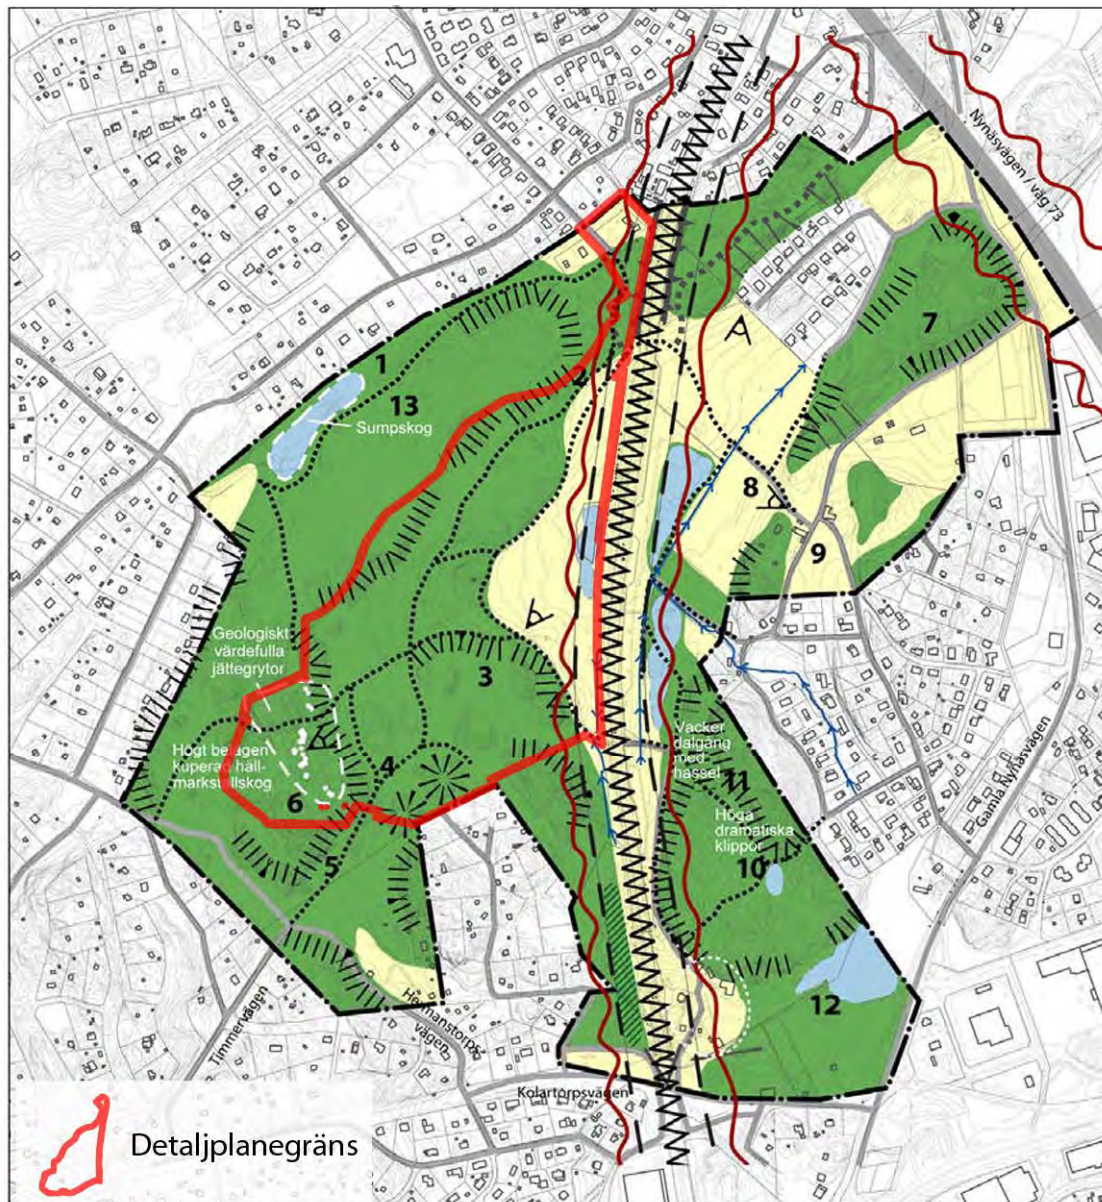 Nynäsvägen / väg 73
7
1
13
Sumpskog
8
9
Geologiskt
värdefulla
jättegrytor
3
Högt belägen
kuperad häll-
markstallskog
4
6
5
Vacker
dalgång
med
hassel
11
Höga
dramatiska
klippor
10
12
Gamla Nynäsvägen
Timmervägen
Hermanstorps-
vägen
Kolartorpsvägen
Detaljplanegräns